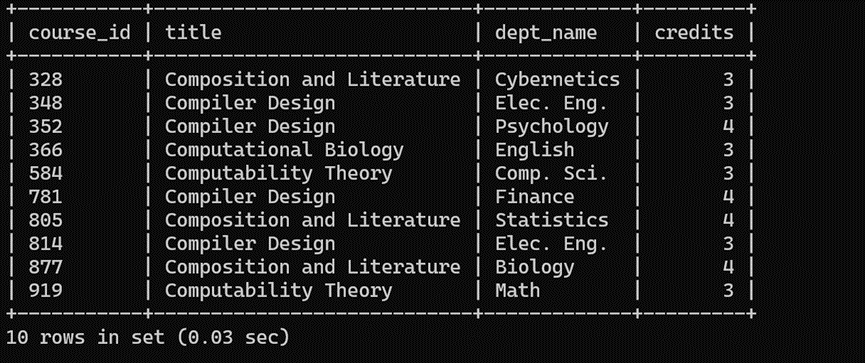 +-----------+----------------------------+-------------+---------+
| course_id | title                      | dept_name   | credits |
+-----------+----------------------------+-------------+---------+
| 328       | Composition and Literature | Cybernetics |       3 |
| 348       | Compiler Design            | Elec. Eng.  |       3 |
| 352       | Compiler Design            | Psychology  |       4 |
| 366       | Computational Biology      | English     |       3 |
| 584       | Computability Theory       | Comp. Sci.  |       3 |
| 781       | Compiler Design            | Finance     |       4 |
| 805       | Composition and Literature | Statistics  |       4 |
| 814       | Compiler Design            | Elec. Eng.  |       3 |
| 877       | Composition and Literature | Biology     |       4 |
| 919       | Computability Theory       | Math        |       3 |
+-----------+----------------------------+-------------+---------+
10 rows in set (0.03 sec)